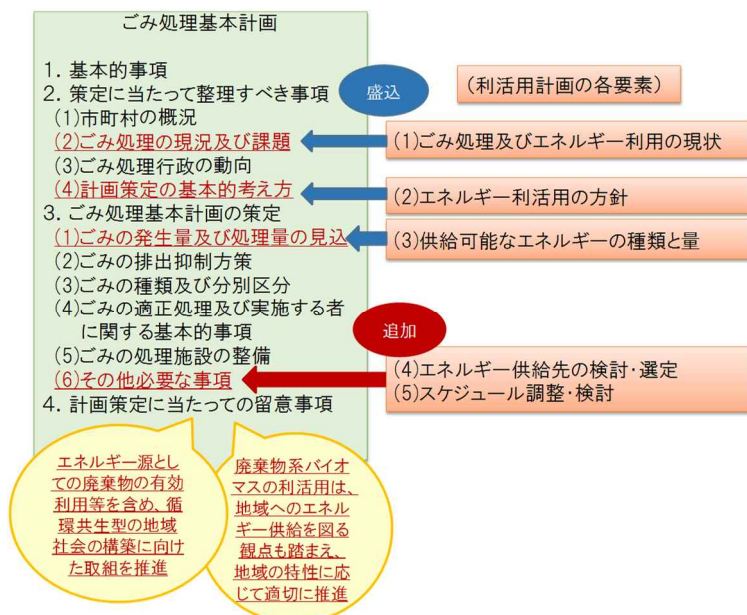 ごみ処理基本計画
1. 基本的事項
2. 策定に当たって整理すべき事項
(1)市町村の概況
(2)ごみ処理の現況及び課題
(3)ごみ処理行政の動向
(4)計画策定の基本的考え方
3. ごみ処理基本計画の策定
(1)ごみの発生量及び処理量の見込
(2)ごみの排出抑制方策
(3)ごみの種類及び分別区分
(4)ごみの適正処理及び実施する者
に関する基本的事項
(5)ごみの処理施設の整備
(6)その他必要な事項
4. 計画策定に当たっての留意事項
盛込
(利活用計画の各要素)
(1)ごみ処理及びエネルギー利用の現状
(2)エネルギー利活用の方針
(3)供給可能なエネルギーの種類と量
追加
(4)エネルギー供給先の検討・選定
(5)スケジュール調整・検討
エネルギー源とし
ての廃棄物の有効
利用等を含め、循
環共生型の地域
社会の構築に向け
た取組を推進
廃棄物系バイオ
マスの利活用は、
地域へのエネル
ギー供給を図る
観点も踏まえ、
地域の特性に応
じて適切に推進